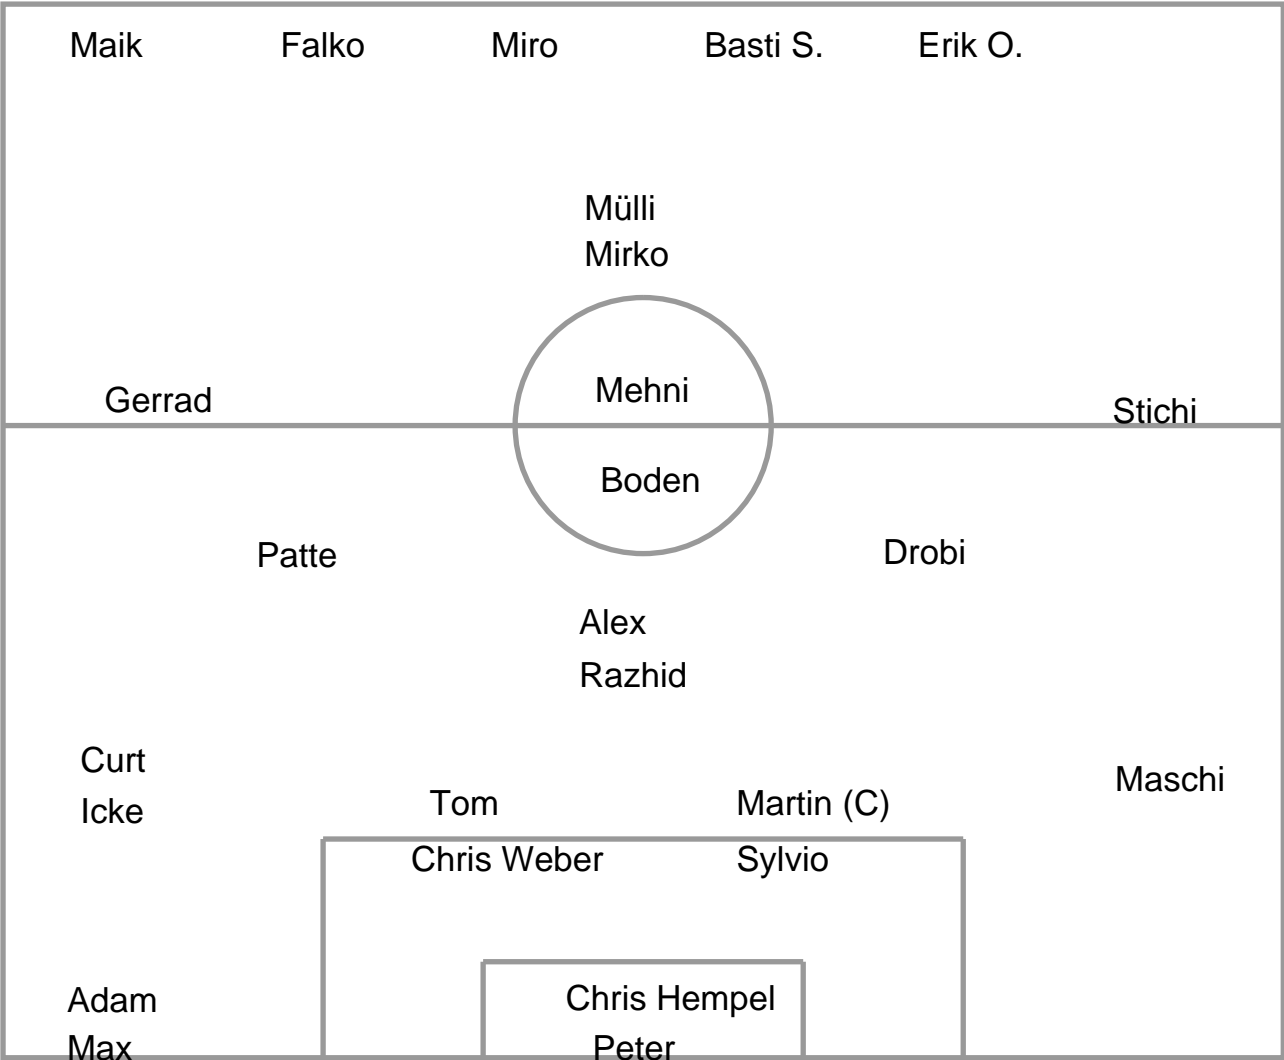 Maik Falko Miro Basti S. Erik O.
Mülli
Mirko
Mehni
Gerrad
Stichi
Boden
Patte
Drobi
Alex
Razhid
Curt
Maschi
Icke
Tom
Martin (C)
Chris Weber
Sylvio
Adam
Chris Hempel
Max
Peter